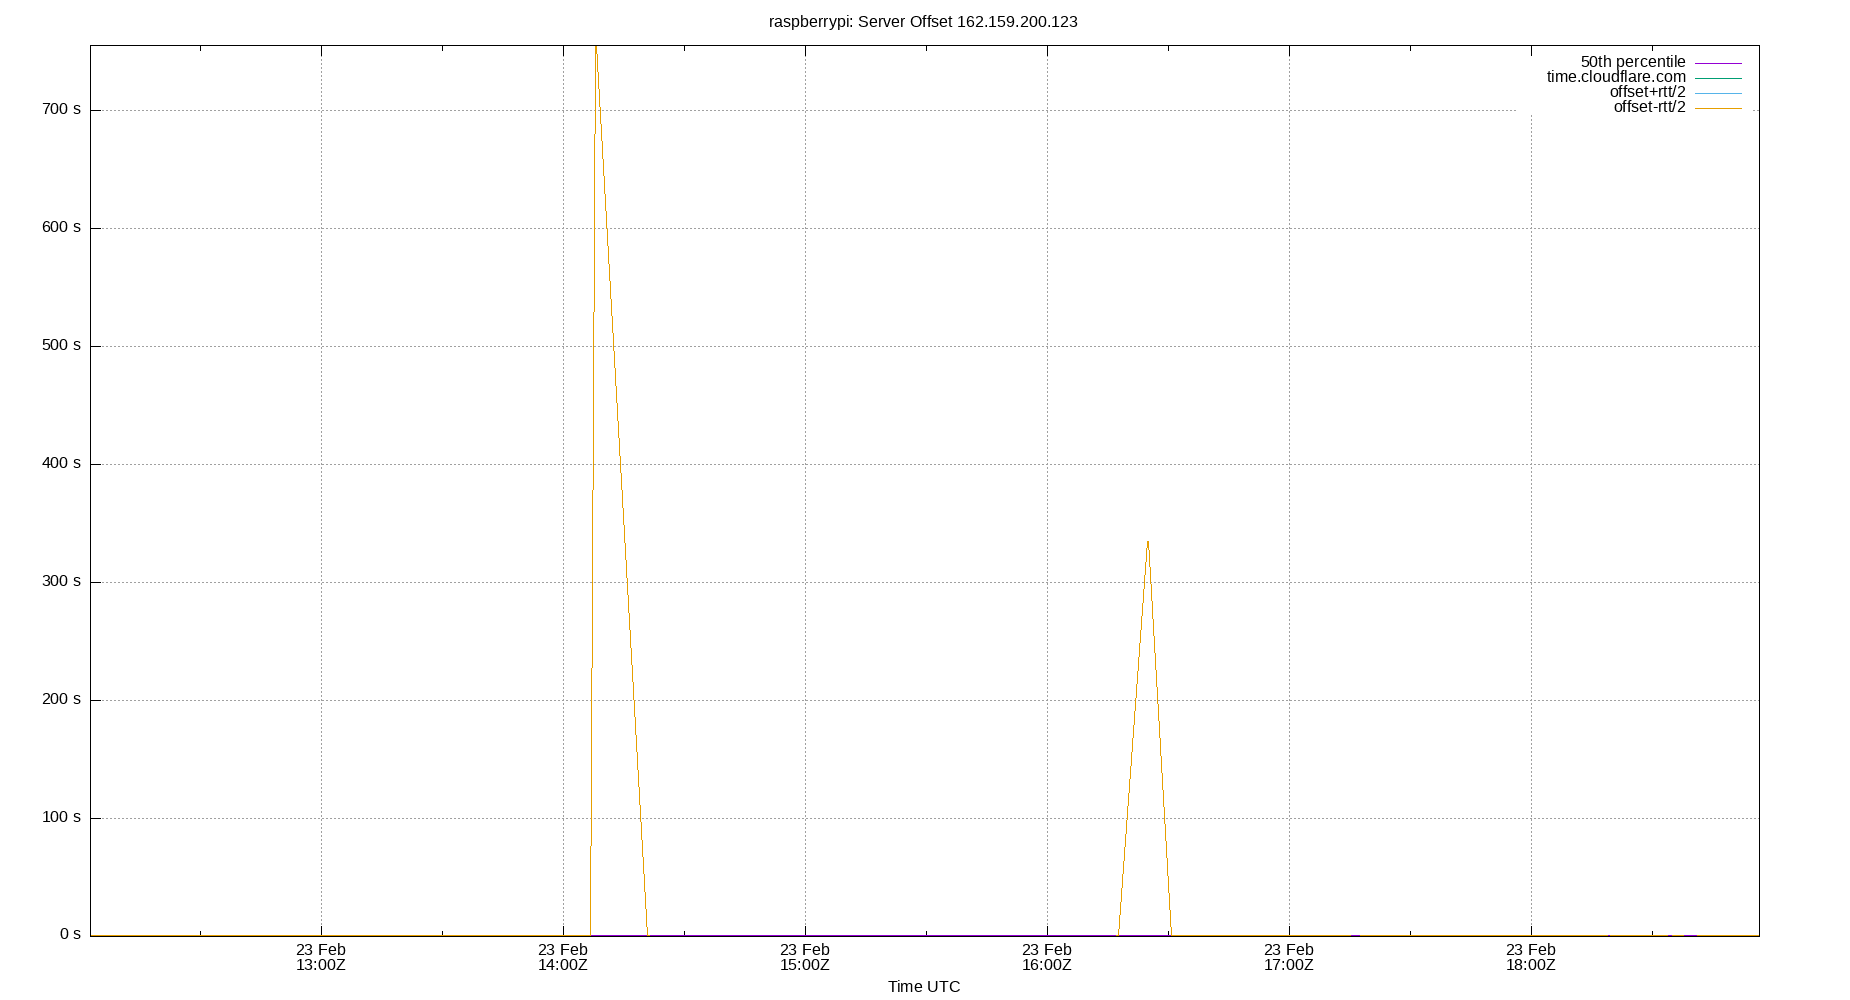 raspberrypi: Server Offset 162.159.200.123
50th percentile
time.cloudflare.com
offset+rtt/2
offset-rtt/2
700 s
600 s
500 s
400 s
300 s
200 s
100 s
0 s
23 Feb 23 Feb 23 Feb 23 Feb 23 Feb 23 Feb
13:00Z 14:00Z 15:00Z 16:00Z 17:00Z 18:00Z
Time UTC